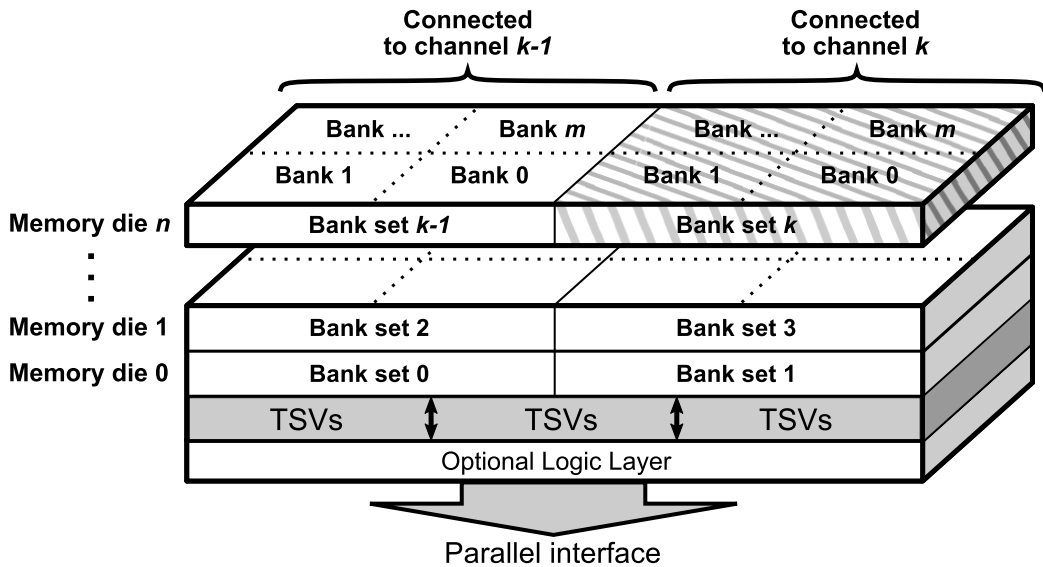 Connected
to channel k-1
Connected
to channel k
Bank ... Bank m Bank ... Bank m
Bank 1 Bank 0 Bank 1 Bank 0
Memory die n Bank set k-1 Bank set k
Memory die 1 Bank set 2 Bank set 3
Memory die 0 Bank set 0 Bank set 1
TSVs TSVs TSVs
Optional Logic Layer
Parallel interface